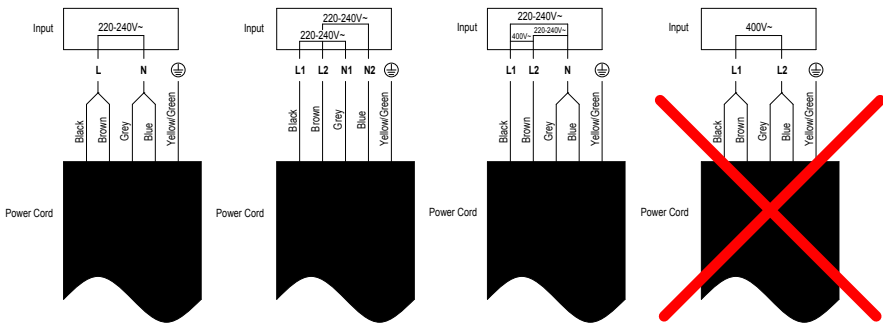 Input
220-240V~
L
N
Black
Brown
Grey
Blue
Yellow/Green
Power Cord
Input
220-240V~
220-240V~
L1
L2
N1
N2
Black
Brown
Grey
Blue
Yellow/Green
Power Cord
Input
220-240V~
400V~
220-240V~
L1
L2
N
Black
Brown
Grey
Blue
Yellow/Green
Power Cord
Input
400V~
L1
L2
Black
Brown
Grey
Blue
Yellow/Green
Power Cord